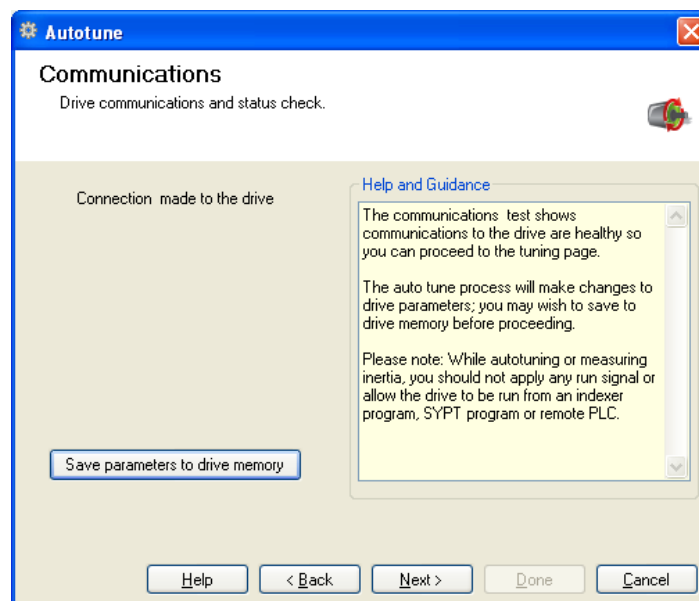 Autotune
Communications
Drive communications and status check.
Connection made to the drive
Help and Guidance
The communications test shows
communications to the drive are healthy so
you can proceed to the tuning page.
The auto tune process will make changes to
drive parameters; you may wish to save to
drive memory before proceeding.
Please note: While autotuning or measuring
inertia, you should not apply any run signal or
allow the drive to be run from an indexer
program, SYPT program or remote PLC.
Save parameters to drive memory
Help
< Back
Next >
Done
Cancel